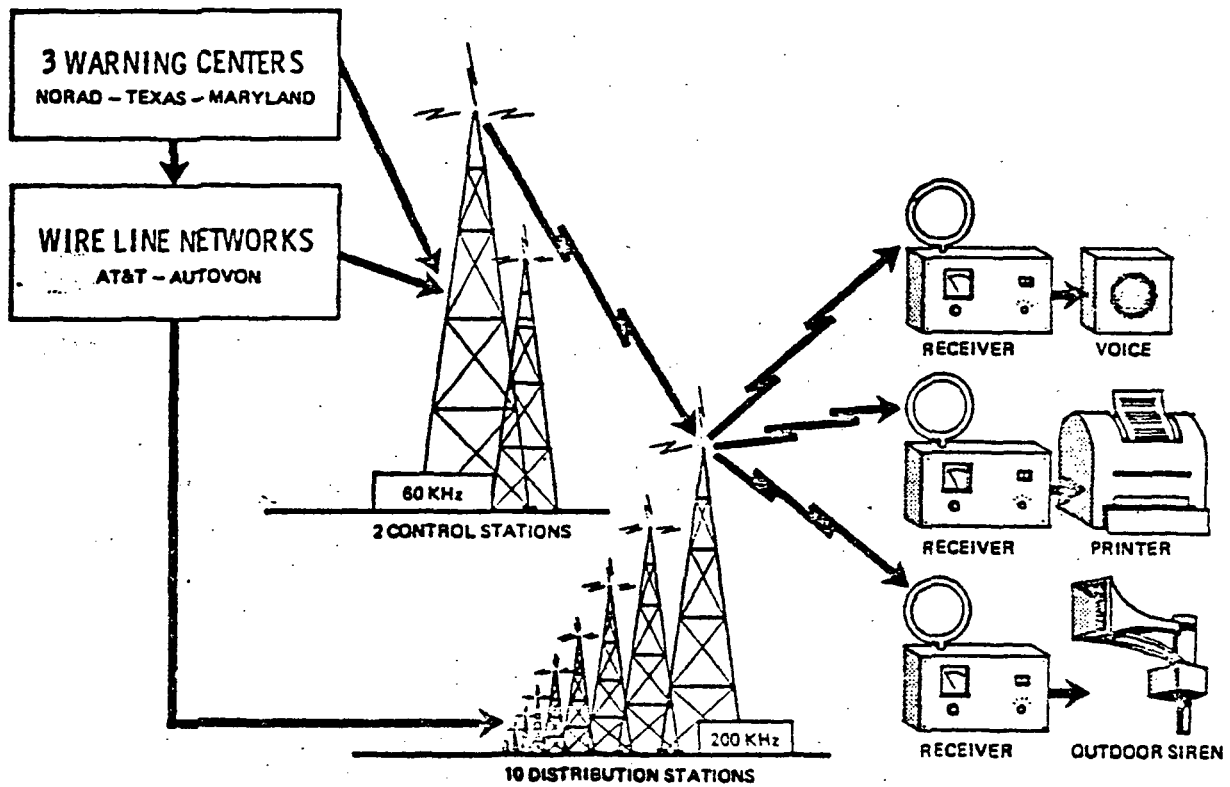 3 WARNING CENTERS
NORAD – TEXAS – MARYLAND
WIRE LINE NETWORKS
AT&T – AUTOVON
60 KHz
2 CONTROL STATIONS
200 KHz
10 DISTRIBUTION STATIONS
RECEIVER
VOICE
RECEIVER
PRINTER
RECEIVER
OUTDOOR SIREN